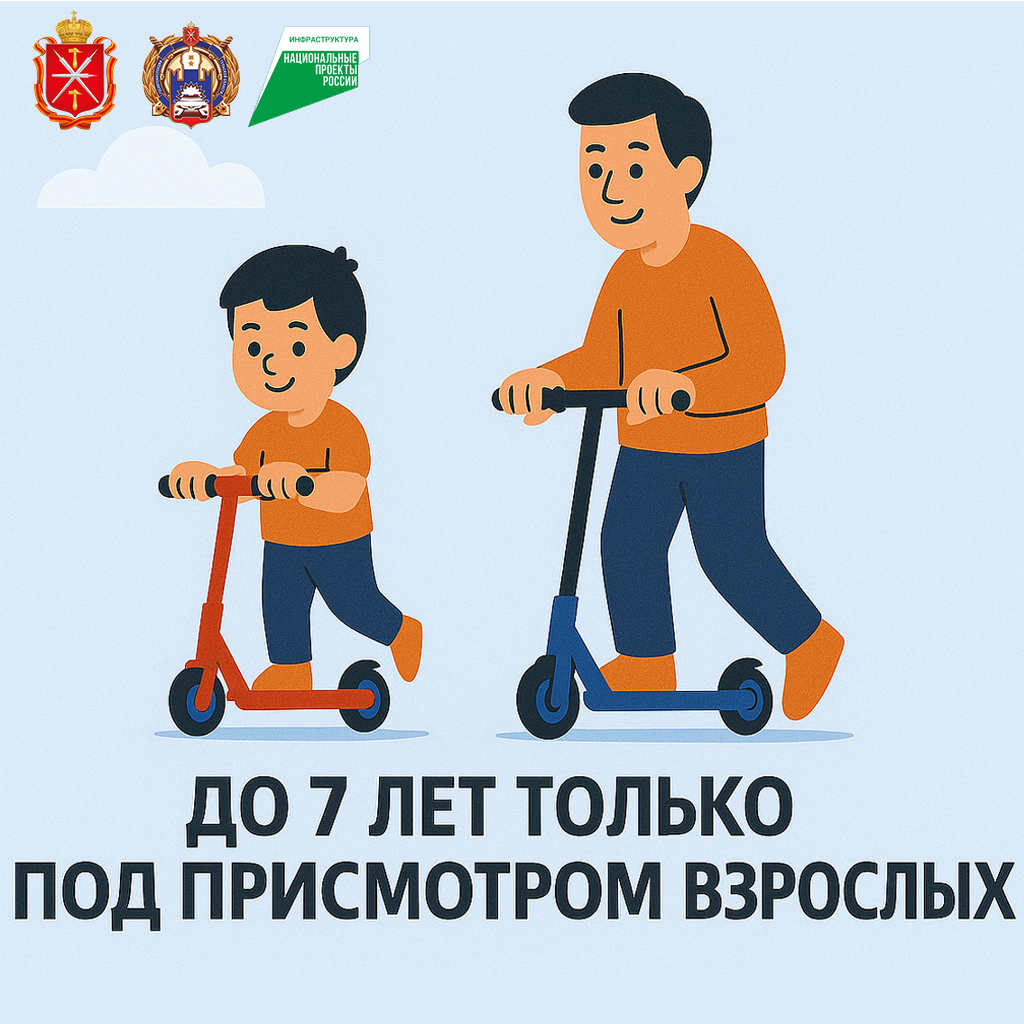 ИНФРАСТРУКТУРА
НАЦИОНАЛЬНЫЕ
ПРОЕКТЫ
РОССИИ
ДО 7 ЛЕТ ТОЛЬКО
ПОД ПРИСМОТРОМ ВЗРОСЛЫХ